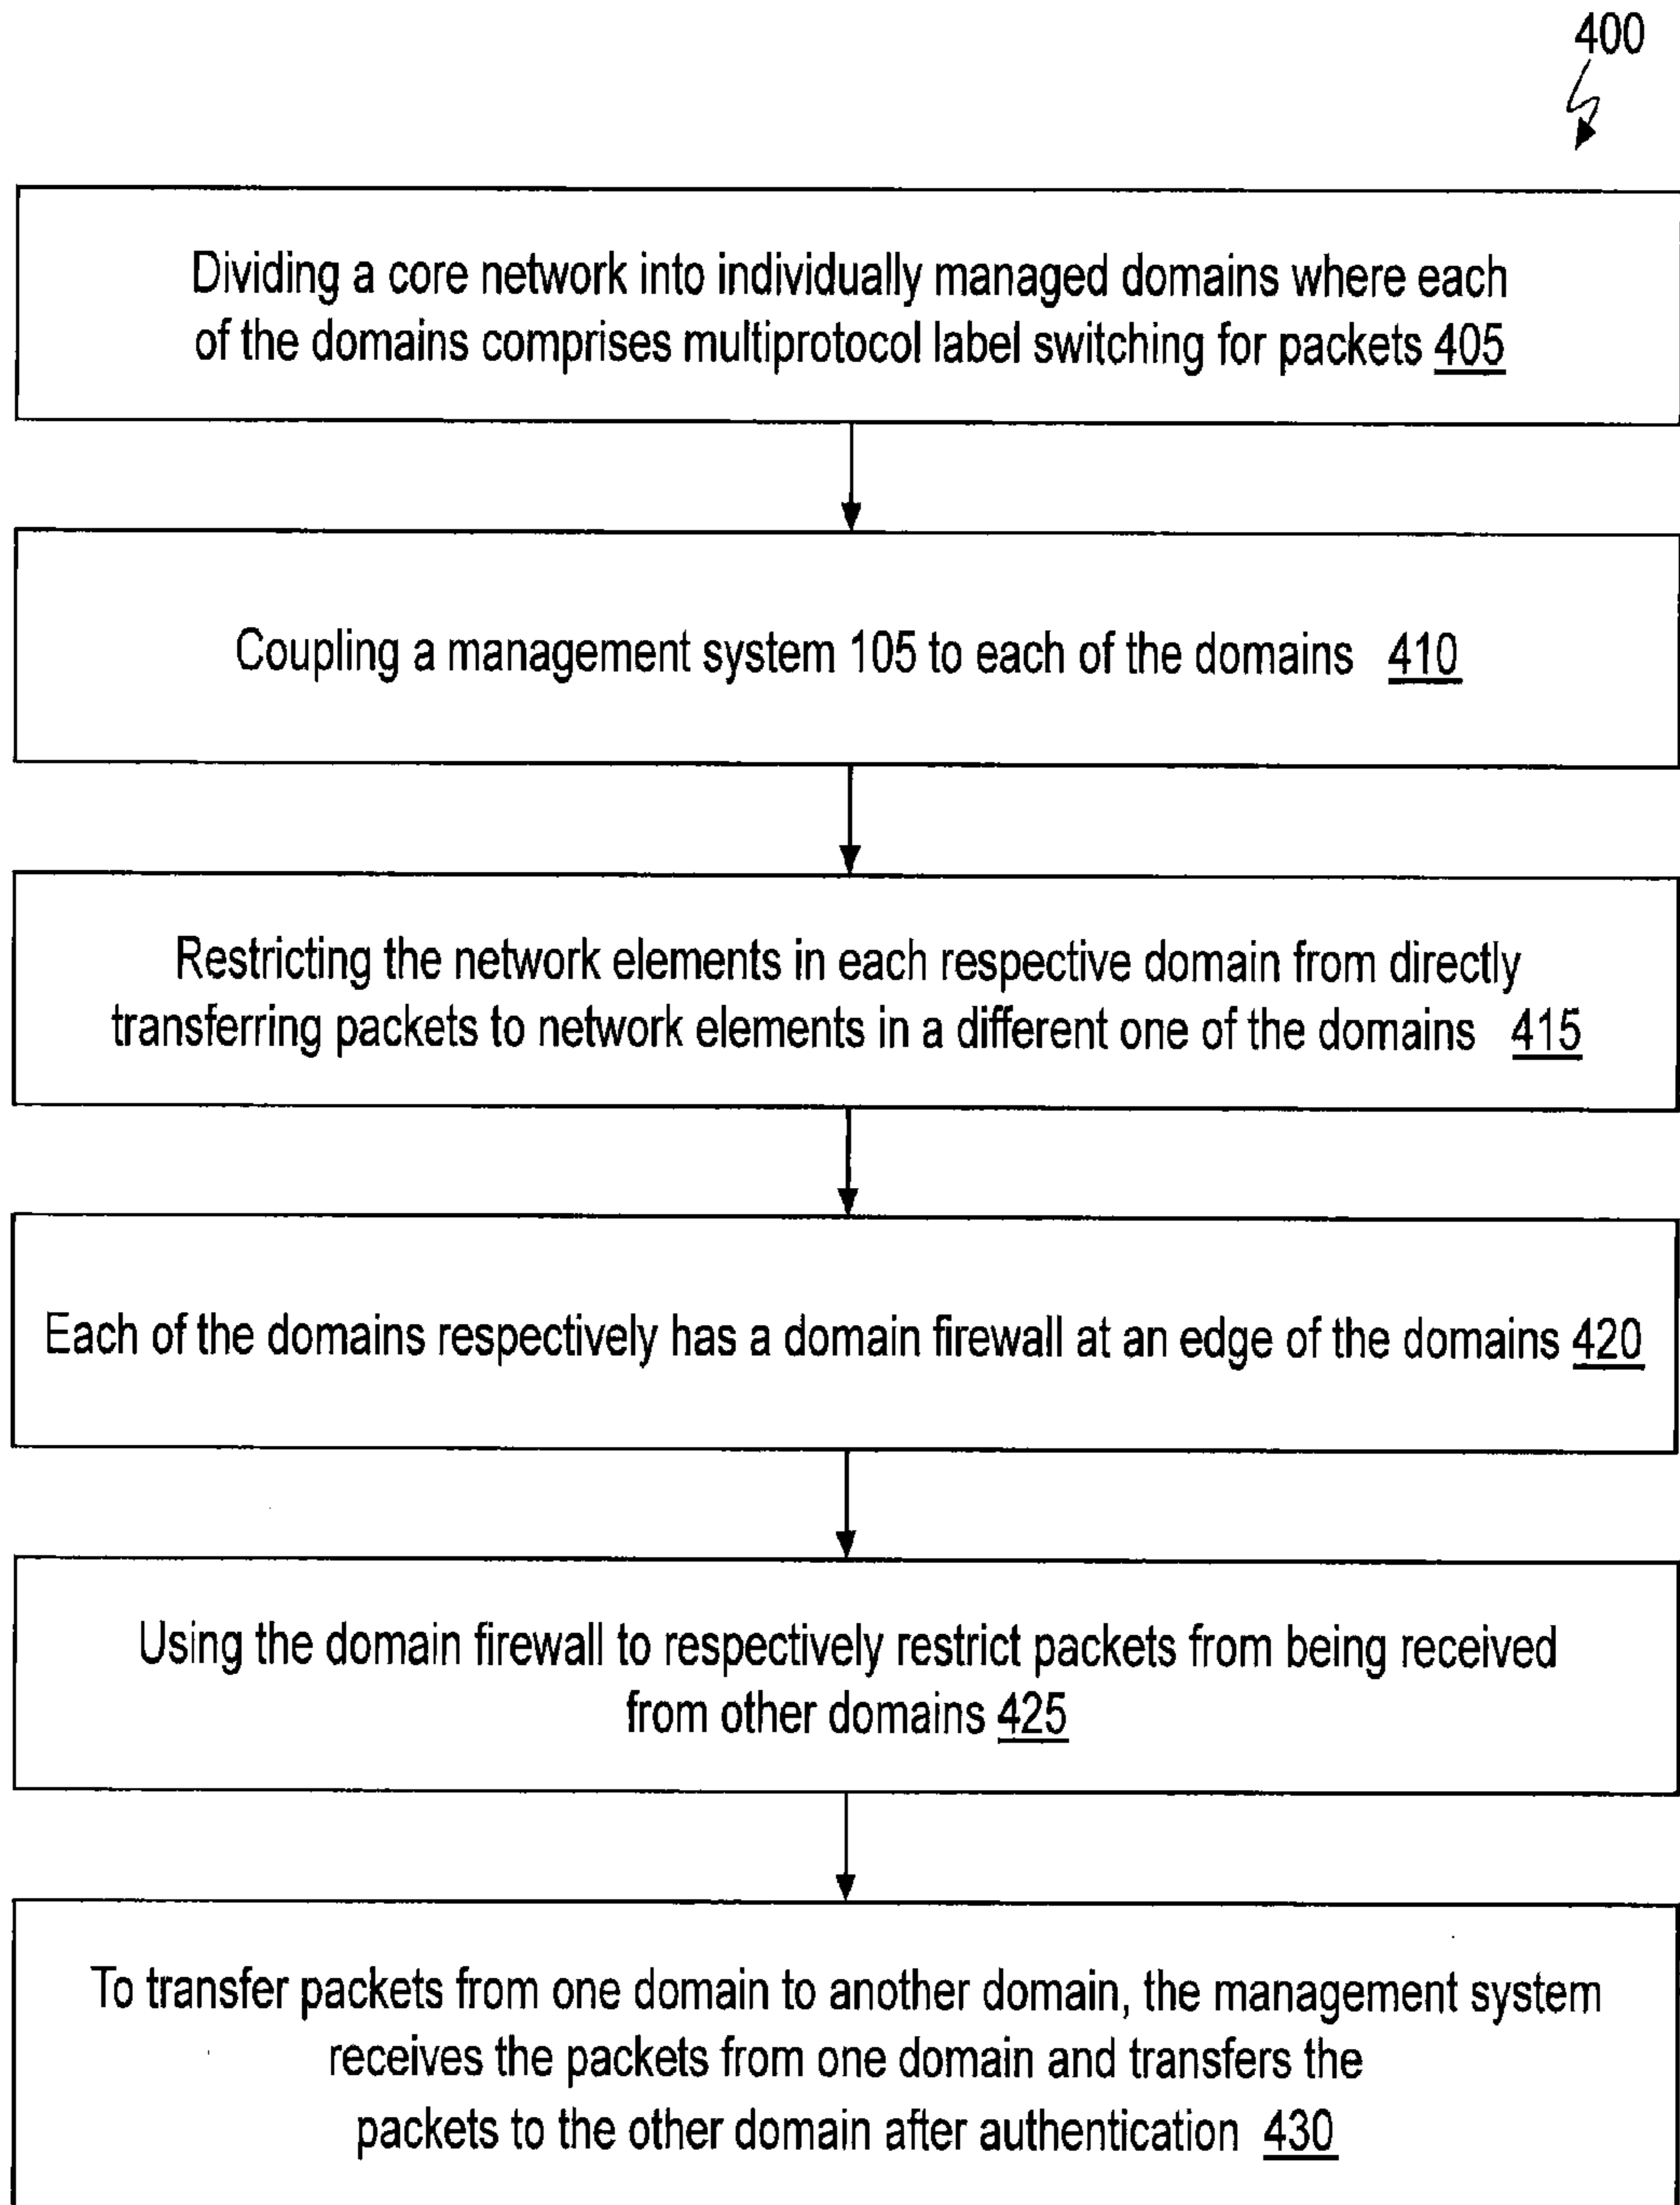 400
Dividing a core network into individually managed domains where each
of the domains comprises multiprotocol label switching for packets 405
Coupling a management system 105 to each of the domains 410
Restricting the network elements in each respective domain from directly
transferring packets to network elements in a different one of the domains 415
Each of the domains respectively has a domain firewall at an edge of the domains 420
Using the domain firewall to respectively restrict packets from being received
from other domains 425
To transfer packets from one domain to another domain, the management system
receives the packets from one domain and transfers the
packets to the other domain after authentication 430